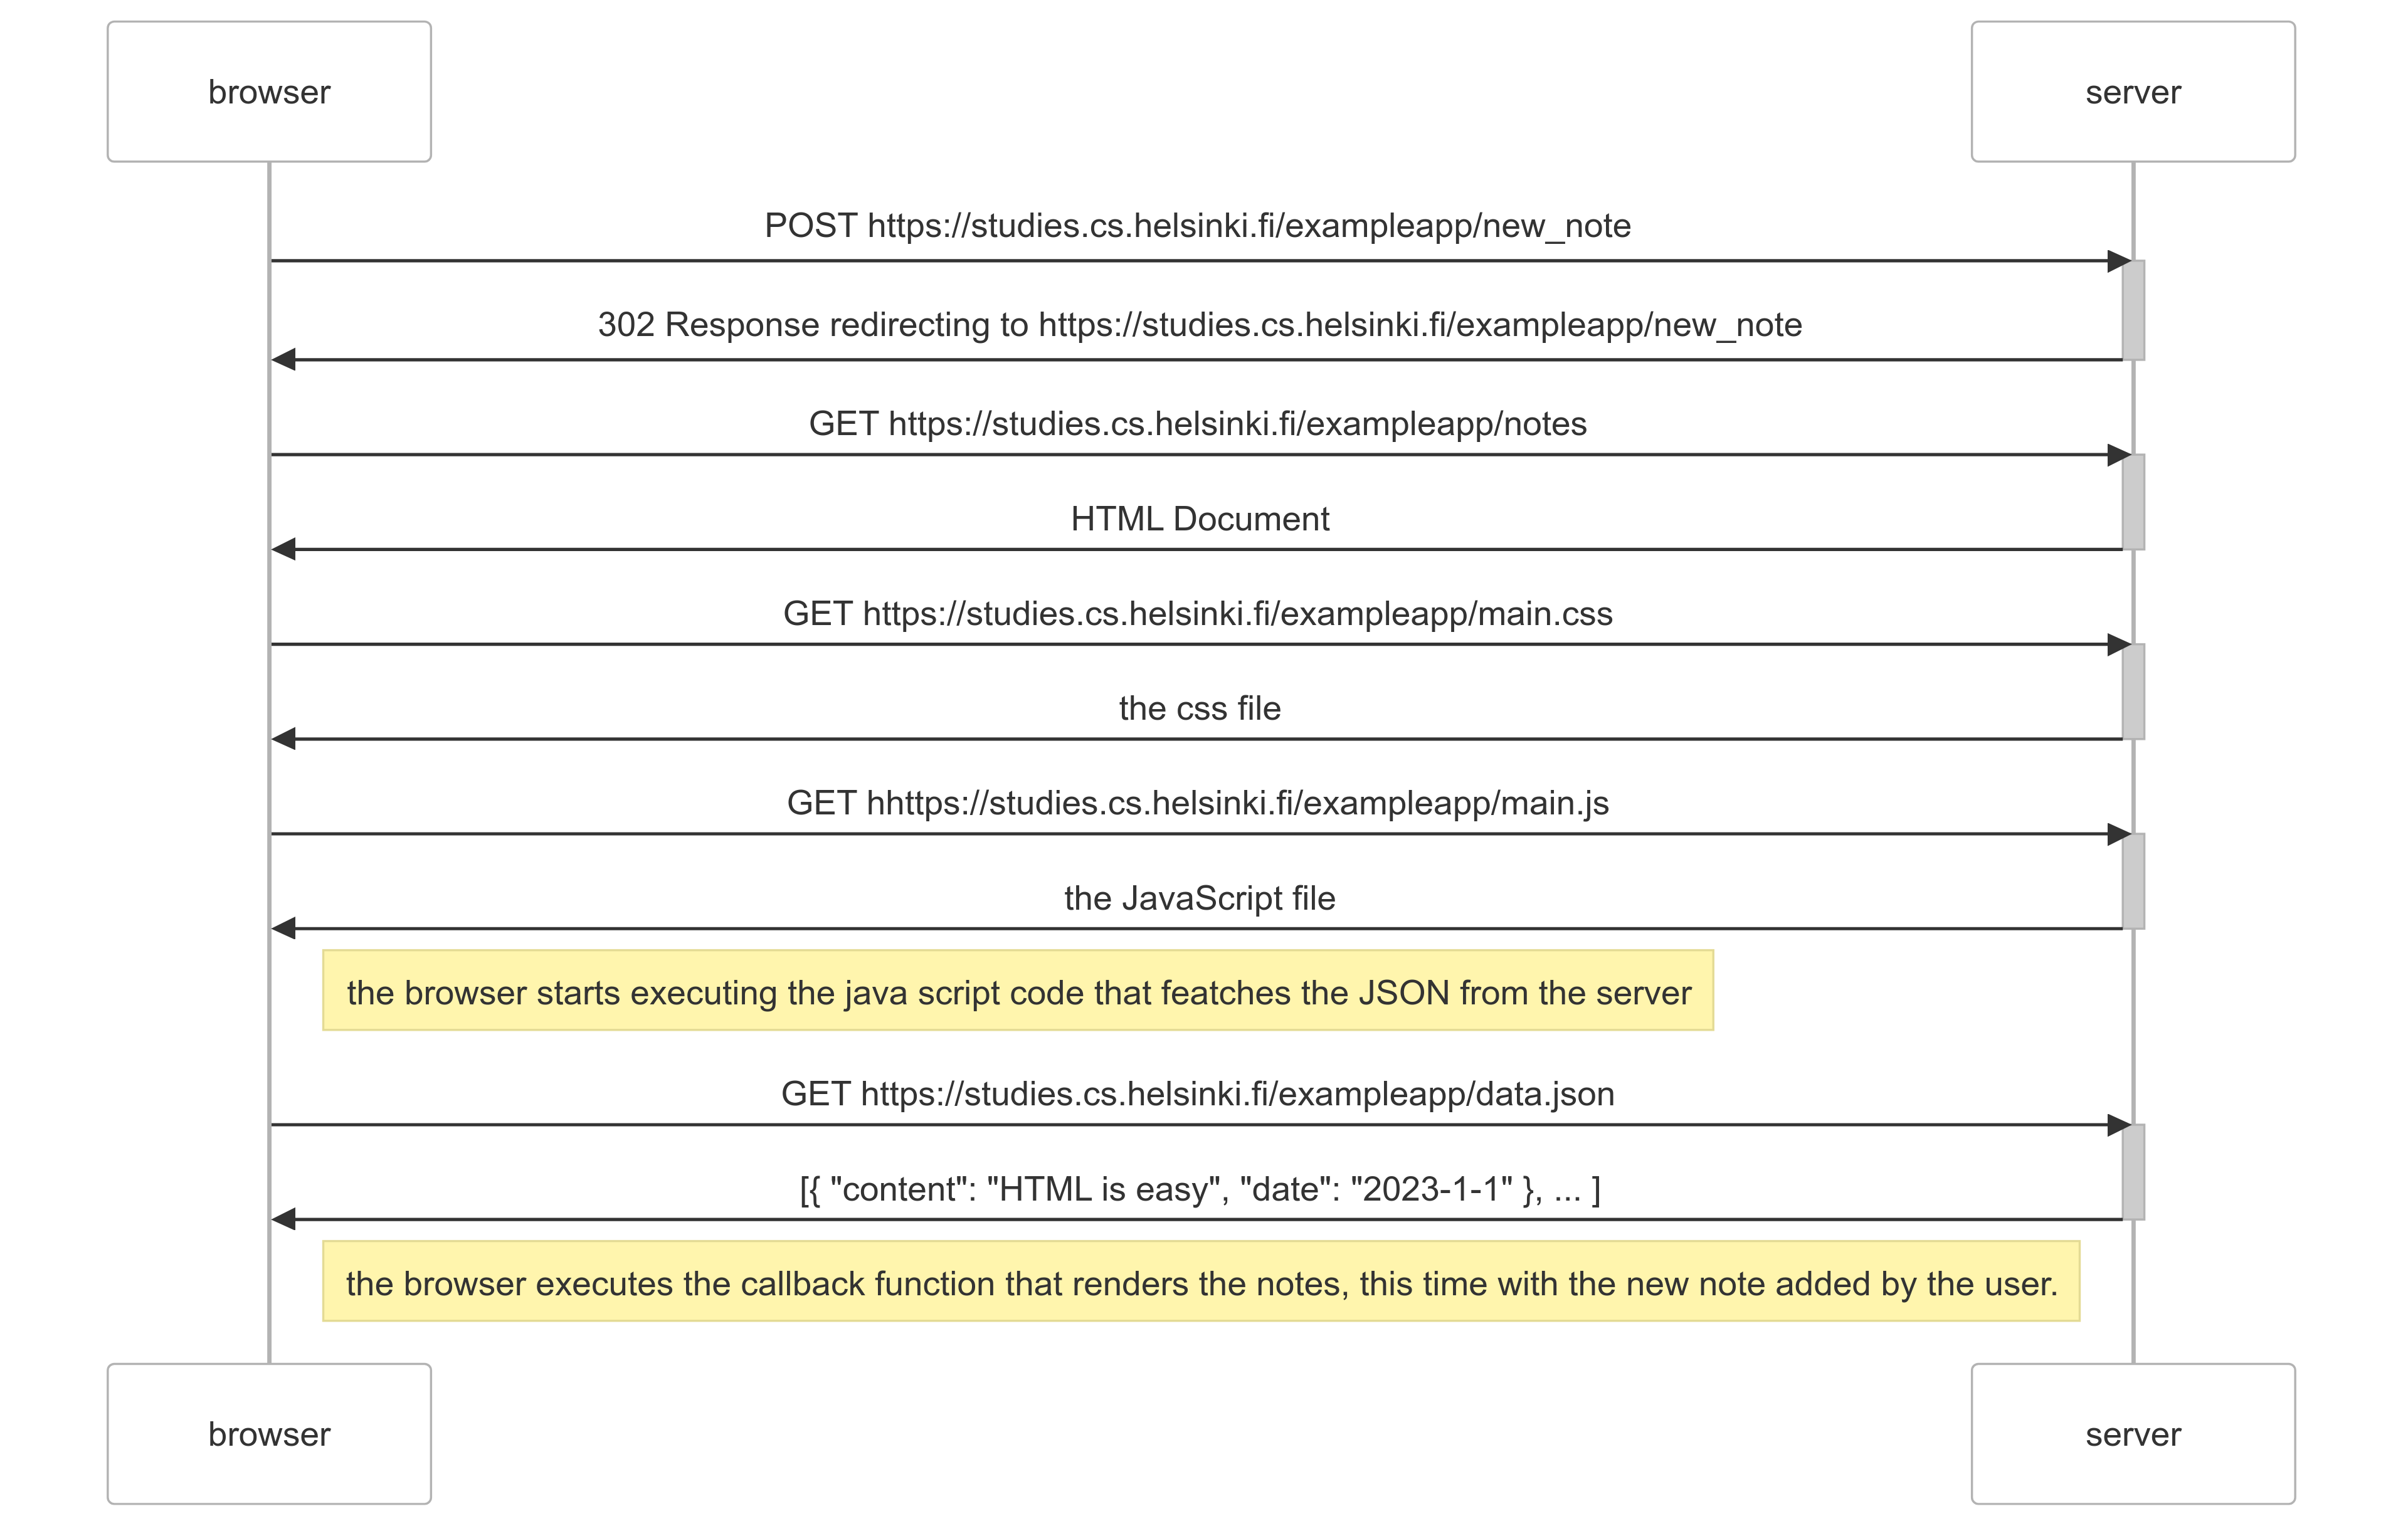 browser
server
POST https://studies.cs.helsinki.fi/exampleapp/new_note
302 Response redirecting to https://studies.cs.helsinki.fi/exampleapp/new_note
GET https://studies.cs.helsinki.fi/exampleapp/notes
HTML Document
GET https://studies.cs.helsinki.fi/exampleapp/main.css
the css file
GET hhttps://studies.cs.helsinki.fi/exampleapp/main.js
the JavaScript file
the browser starts executing the java script code that featches the JSON from the server
GET https://studies.cs.helsinki.fi/exampleapp/data.json
[{ "content": "HTML is easy", "date": "2023-1-1" }, ... ]
the browser executes the callback function that renders the notes, this time with the new note added by the user.
browser
server